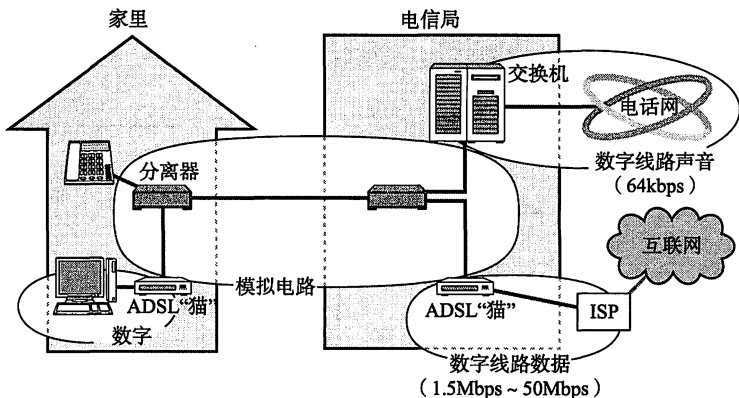 家里
电信局
交换机
电话网
分离器
数字线路声音
(64kbps)
互联网
模拟电路
ADSL“猫”
ADSL“猫”
ISP
数字
数字线路数据
(1.5Mbps ~ 50Mbps)